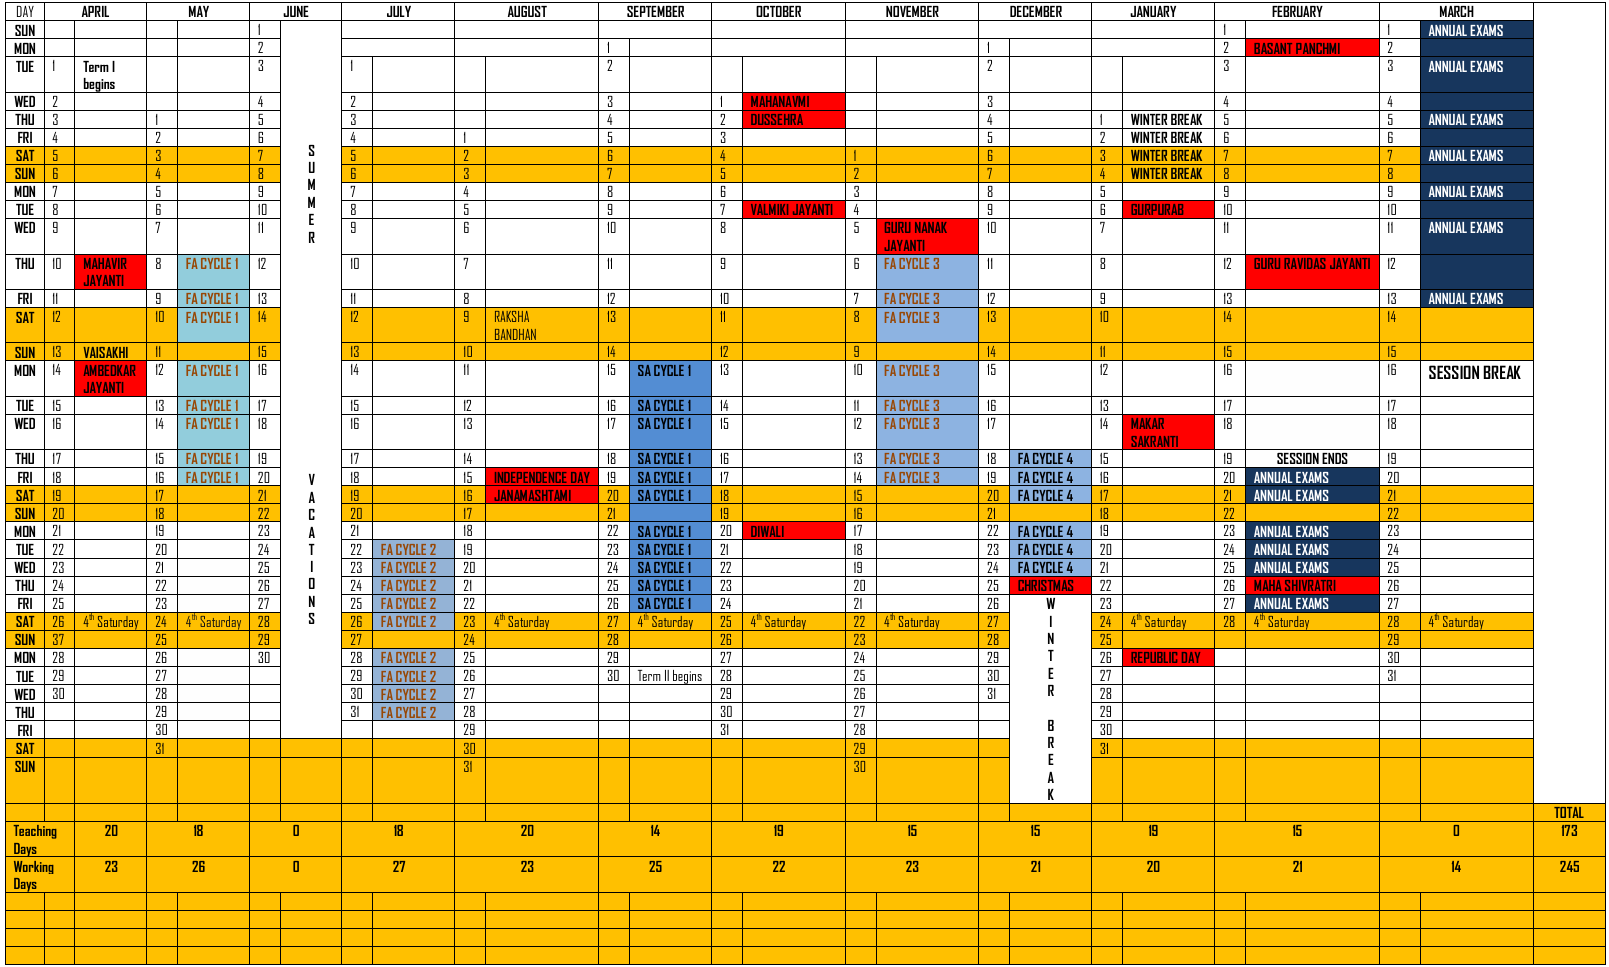 DAY APRIL MAY JUNE JULY AUGUST SEPTEMBER OCTOBER NOVEMBER DECEMBER JANUARY FEBRUARY MARCH
SUN 1 1 1 ANNUAL EXAMS
MON 2 1 1 2 BASANT PANCHMI 2
TUE 1 Term I begins 3 1 2 2 3 3 ANNUAL EXAMS
WED 2 4 2 3 1 MAHANAVMI 3 4 4
THU 3 1 5 3 4 2 DUSSEHRA 4 1 WINTER BREAK 5 5 ANNUAL EXAMS
FRI 4 2 6 4 1 5 3 5 2 WINTER BREAK 6 6
SAT 5 3 7 5 2 6 4 1 6 3 WINTER BREAK 7 7 ANNUAL EXAMS
SUN 6 4 8 6 3 7 5 2 7 4 WINTER BREAK 8 8
MON 7 5 9 7 4 8 6 3 8 5 9 9 ANNUAL EXAMS
TUE 8 6 10 8 5 9 7 VALMIKI JAYANTI 4 9 6 GURPURAB 10 10
WED 9 7 11 9 6 10 8 5 GURU NANAK JAYANTI 10 7 11 11 ANNUAL EXAMS
THU 10 MAHAVIR JAYANTI 8 FA CYCLE 1 12 10 7 11 9 6 FA CYCLE 3 11 8 12 GURU RAVIDAS JAYANTI 12
FRI 11 9 FA CYCLE 1 13 11 8 12 10 7 FA CYCLE 3 12 9 13 13 ANNUAL EXAMS
SAT 12 10 FA CYCLE 1 14 12 9 RAKSHA BANDHAN 13 11 8 FA CYCLE 3 13 10 14 14
SUN 13 VAISAKHI 11 15 13 10 14 12 9 14 11 15 15
MON 14 AMBEDKAR JAYANTI 12 FA CYCLE 1 16 14 11 15 SA CYCLE 1 13 10 FA CYCLE 3 15 12 16 16 SESSION BREAK
TUE 15 13 FA CYCLE 1 17 15 12 16 SA CYCLE 1 14 11 FA CYCLE 3 16 13 17 17
WED 16 14 FA CYCLE 1 18 16 13 17 SA CYCLE 1 15 12 FA CYCLE 3 17 14 MAKAR SAKRANTI 18 18
THU 17 15 FA CYCLE 1 19 17 14 18 SA CYCLE 1 16 13 FA CYCLE 3 18 FA CYCLE 4 15 19 SESSION ENDS 19
FRI 18 16 FA CYCLE 1 20 18 15 INDEPENDENCE DAY 19 SA CYCLE 1 17 14 FA CYCLE 3 19 FA CYCLE 4 16 20 ANNUAL EXAMS 20
SAT 19 17 21 19 16 JANAMASHTAMI 20 SA CYCLE 1 18 15 20 FA CYCLE 4 17 21 ANNUAL EXAMS 21
SUN 20 18 22 20 17 21 19 16 21 18 22 22
MON 21 19 23 21 18 22 SA CYCLE 1 20 DIWALI 17 22 FA CYCLE 4 19 23 ANNUAL EXAMS 23
TUE 22 20 24 22 FA CYCLE 2 19 23 SA CYCLE 1 21 18 23 FA CYCLE 4 20 24 ANNUAL EXAMS 24
WED 23 21 25 23 FA CYCLE 2 20 24 SA CYCLE 1 22 19 24 FA CYCLE 4 21 25 ANNUAL EXAMS 25
THU 24 22 26 24 FA CYCLE 2 21 25 SA CYCLE 1 23 20 25 CHRISTMAS 22 26 MAHA SHIVRATRI 26
FRI 25 23 27 25 FA CYCLE 2 22 26 SA CYCLE 1 24 21 26 23 27 ANNUAL EXAMS 27
SAT 26 4th Saturday 24 4th Saturday 28 26 FA CYCLE 2 23 4th Saturday 27 4th Saturday 25 4th Saturday 22 4th Saturday 27 24 4th Saturday 28 4th Saturday 28 4th Saturday
SUN 37 25 29 27 24 28 26 23 28 25 29
MON 28 26 30 28 FA CYCLE 2 25 29 27 24 29 26 REPUBLIC DAY 30
TUE 29 27 29 FA CYCLE 2 26 30 Term II begins 28 25 30 27 31
WED 30 28 30 FA CYCLE 2 27 29 26 31 28
THU 29 31 FA CYCLE 2 28 30 27 29
FRI 30 29 31 28 30
SAT 31 30 29 31
SUN 31 30
SUMMER VACATIONS
WINTER BREAK
TOTAL
Teaching Days 20 18 0 18 20 14 19 15 15 19 15 0 173
Working Days 23 26 0 27 23 25 22 23 21 20 21 14 245